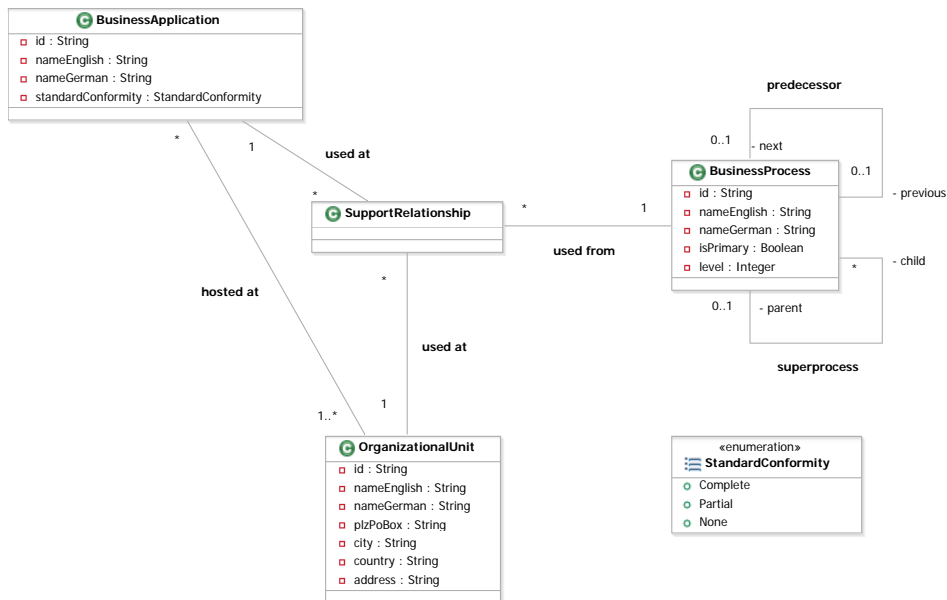 BusinessApplication
id : String
nameEnglish : String
nameGerman : String
standardConformity : StandardConformity
*
1
used at
*
SupportRelationship
*
1
used from
*
hosted at
used at
1..*
1
predecessor
0..1
- next
0..1
- previous
BusinessProcess
id : String
nameEnglish : String
nameGerman : String
isPrimary : Boolean
level : Integer
*
- child
0..1
- parent
superprocess
OrganizationalUnit
id : String
nameEnglish : String
nameGerman : String
plzPoBox : String
city : String
country : String
address : String
«enumeration»
StandardConformity
Complete
Partial
None